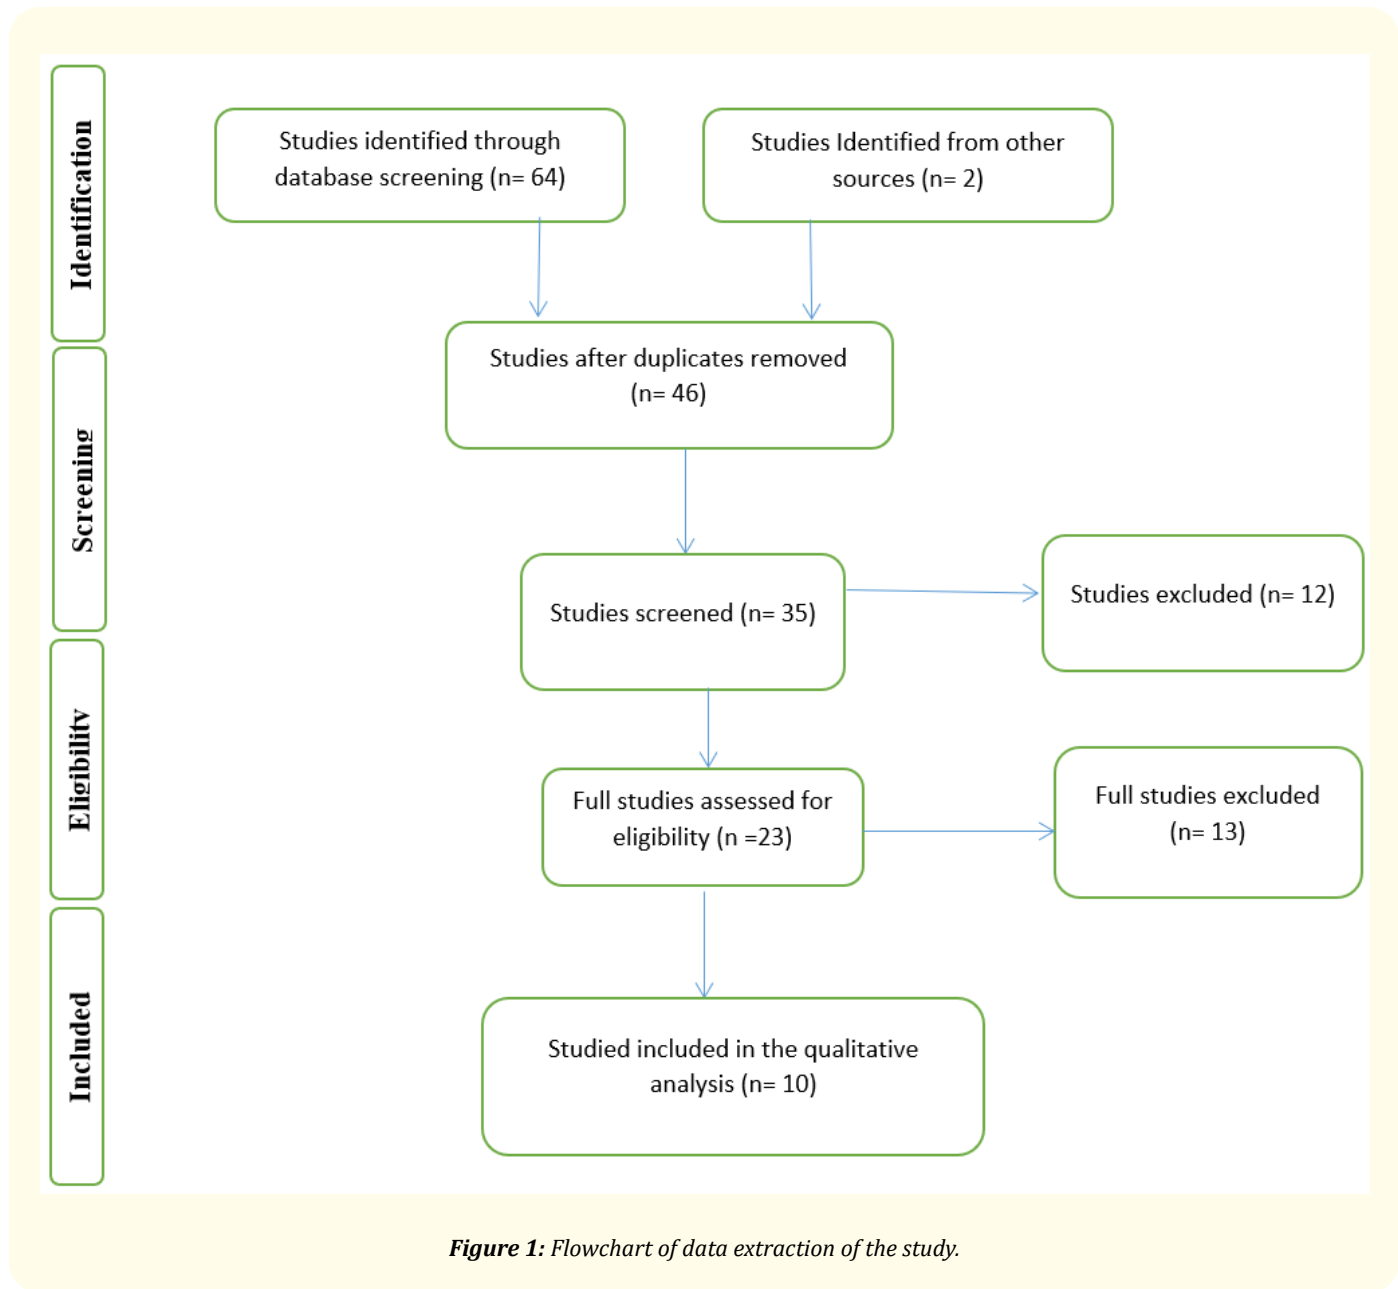 Identification
Studies identified through
database screening (n= 64)
Studies Identified from other
sources (n= 2)
Studies after duplicates removed
(n= 46)
Screening
Studies screened (n= 35)
Studies excluded (n= 12)
Eligibility
Full studies assessed for
eligibility (n =23)
Full studies excluded
(n= 13)
Included
Studied included in the qualitative
analysis (n= 10)
Figure 1: Flowchart of data extraction of the study.